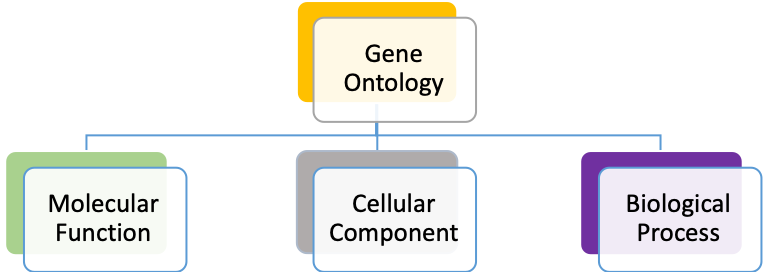 Gene
Ontology
Molecular
Function
Cellular
Component
Biological
Process